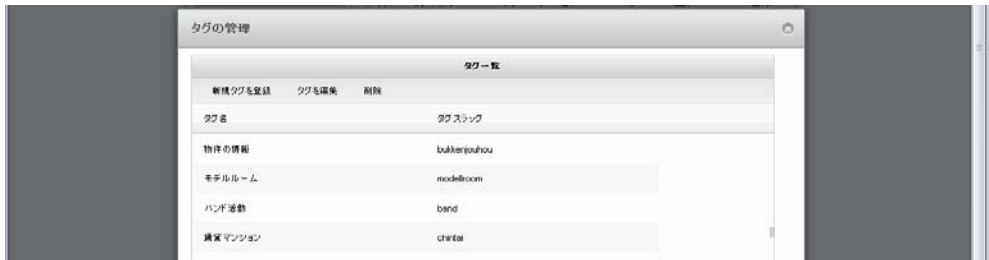 タグの管理
タグ一覧
新規タグを登録 タグを編集 削除
タグ名 タグスラッグ
物件の情報 bukkenjouhou
モデルルーム modelroom
バンド活動 band
賃貸マンション chintai